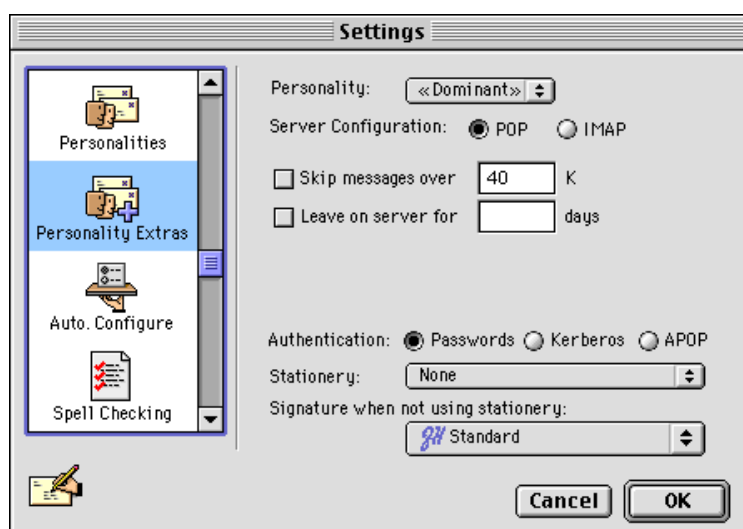 Settings
Personalities
Personality Extras
Auto. Configure
Spell Checking
Personality: «Dominant»
Server Configuration: POP IMAP
Skip messages over 40 K
Leave on server for days
Authentication: Passwords Kerberos APOP
Stationery: None
Signature when not using stationery:
Standard
Cancel OK